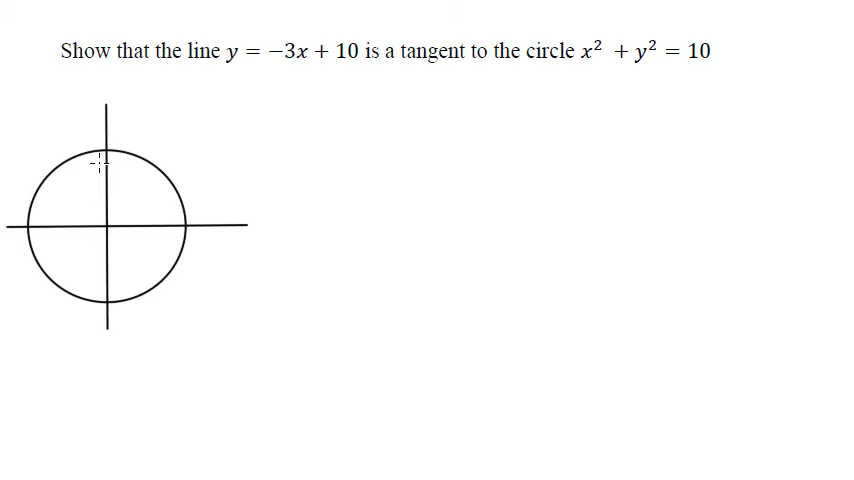 Show that the line y = −3x + 10 is a tangent to the circle x² + y² = 10